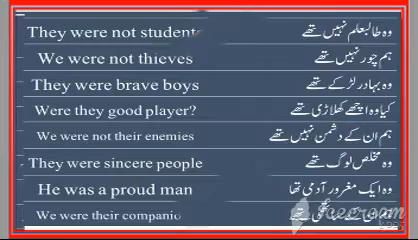 They were not student وہ طالبعلم نہیں تھے
We were not thieves ہم چور نہیں تھے
They were brave boys وہ بہادر لڑکے تھے
Were they good player? کیا وہ اچھے کھلاڑی تھے
We were not their enemies ہم ان کے دشمن نہیں تھے
They were sincere people وہ مخلص لوگ تھے
He was a proud man وہ ایک مغرور آدمی تھا
We were their companio تھے